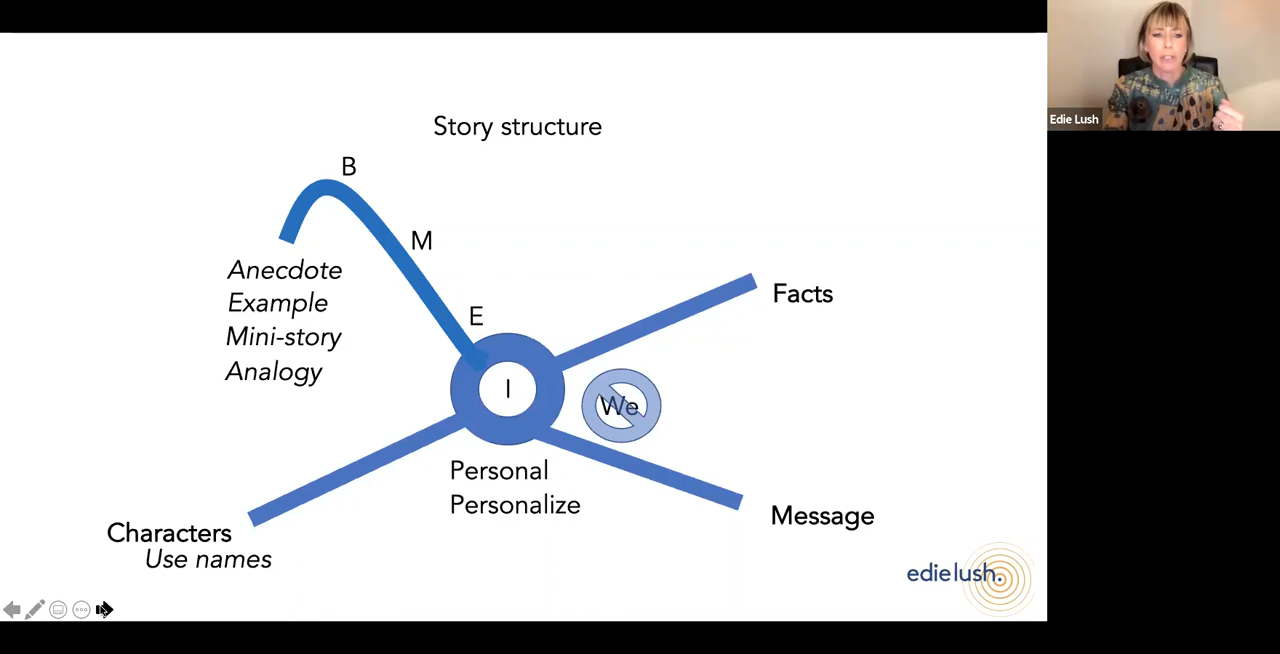 Story structure
B
M
E
Anecdote
Example
Mini-story
Analogy
Facts
I
We
Personal
Personalize
Characters
Use names
Message
edielush.
Edie Lush